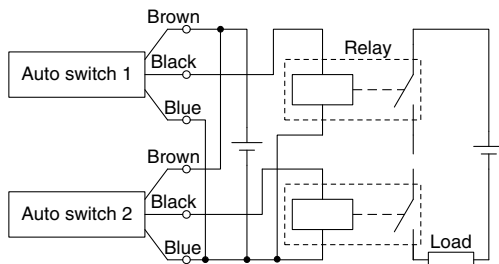 Brown
Auto switch 1
Black
Blue
Relay
Brown
Auto switch 2
Black
Blue
Load